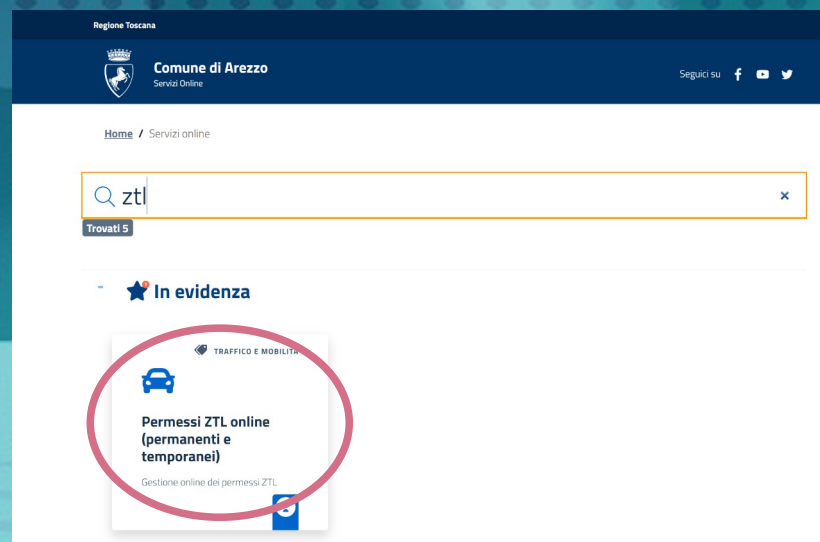 Regione Toscana
Comune di Arezzo
Servizi Online
Seguici su
Home / Servizi online
ztl
Trovati 5
In evidenza
TRAFFICO E MOBILITÀ
Permessi ZTL online
(permanenti e
temporanei)
Gestione online dei permessi ZTL